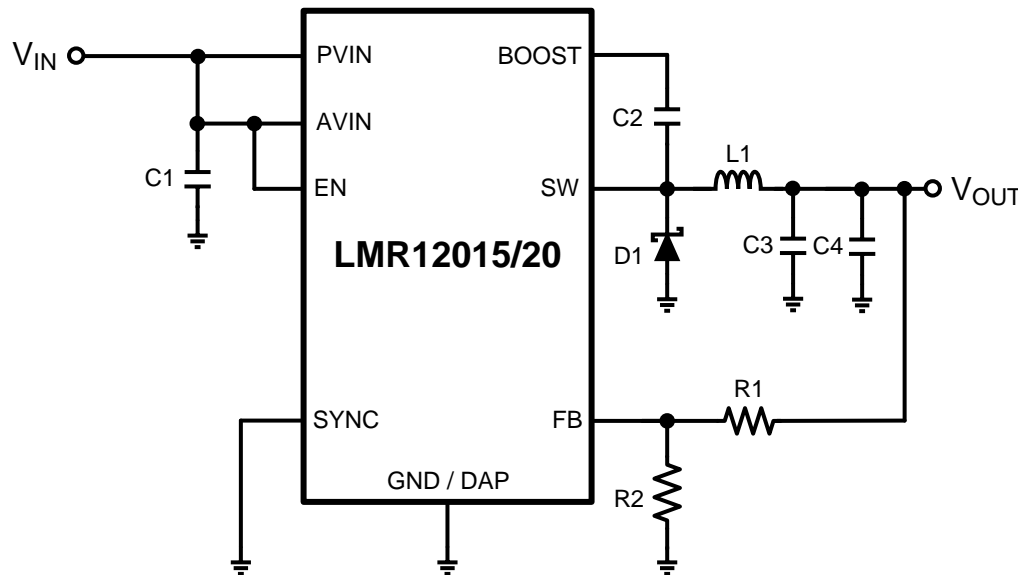 VIN
PVIN
BOOST
AVIN
C2
C1
L1
EN
SW
VOUT
LMR12015/20
D1
C3
C4
R1
SYNC
FB
GND / DAP
R2